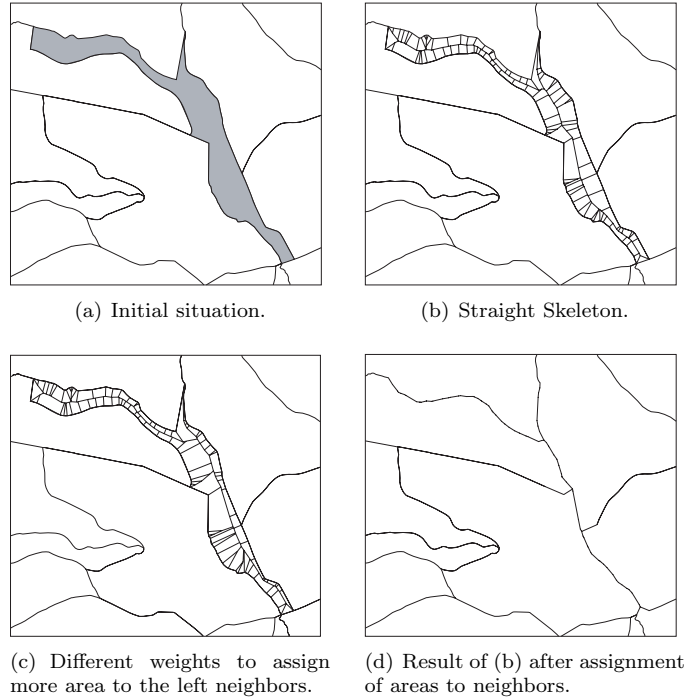 (a) Initial situation.
(b) Straight Skeleton.
(c) Different weights to assign
more area to the left neighbors.
(d) Result of (b) after assignment
of areas to neighbors.